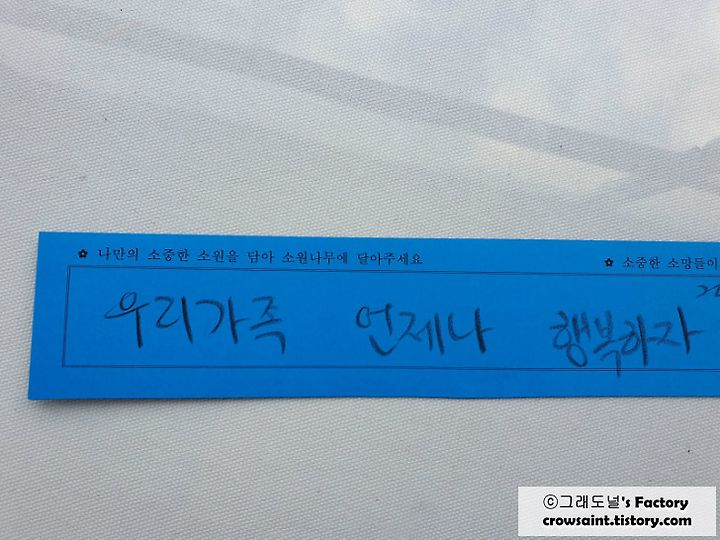 ✿ 나만의 소중한 소원을 담아 소원나무에 달아주세요
✿ 소중한 소망들이
20
우리가족 언제나 행복하자
ⓒ그래도널's Factory
crowsaint.tistory.com